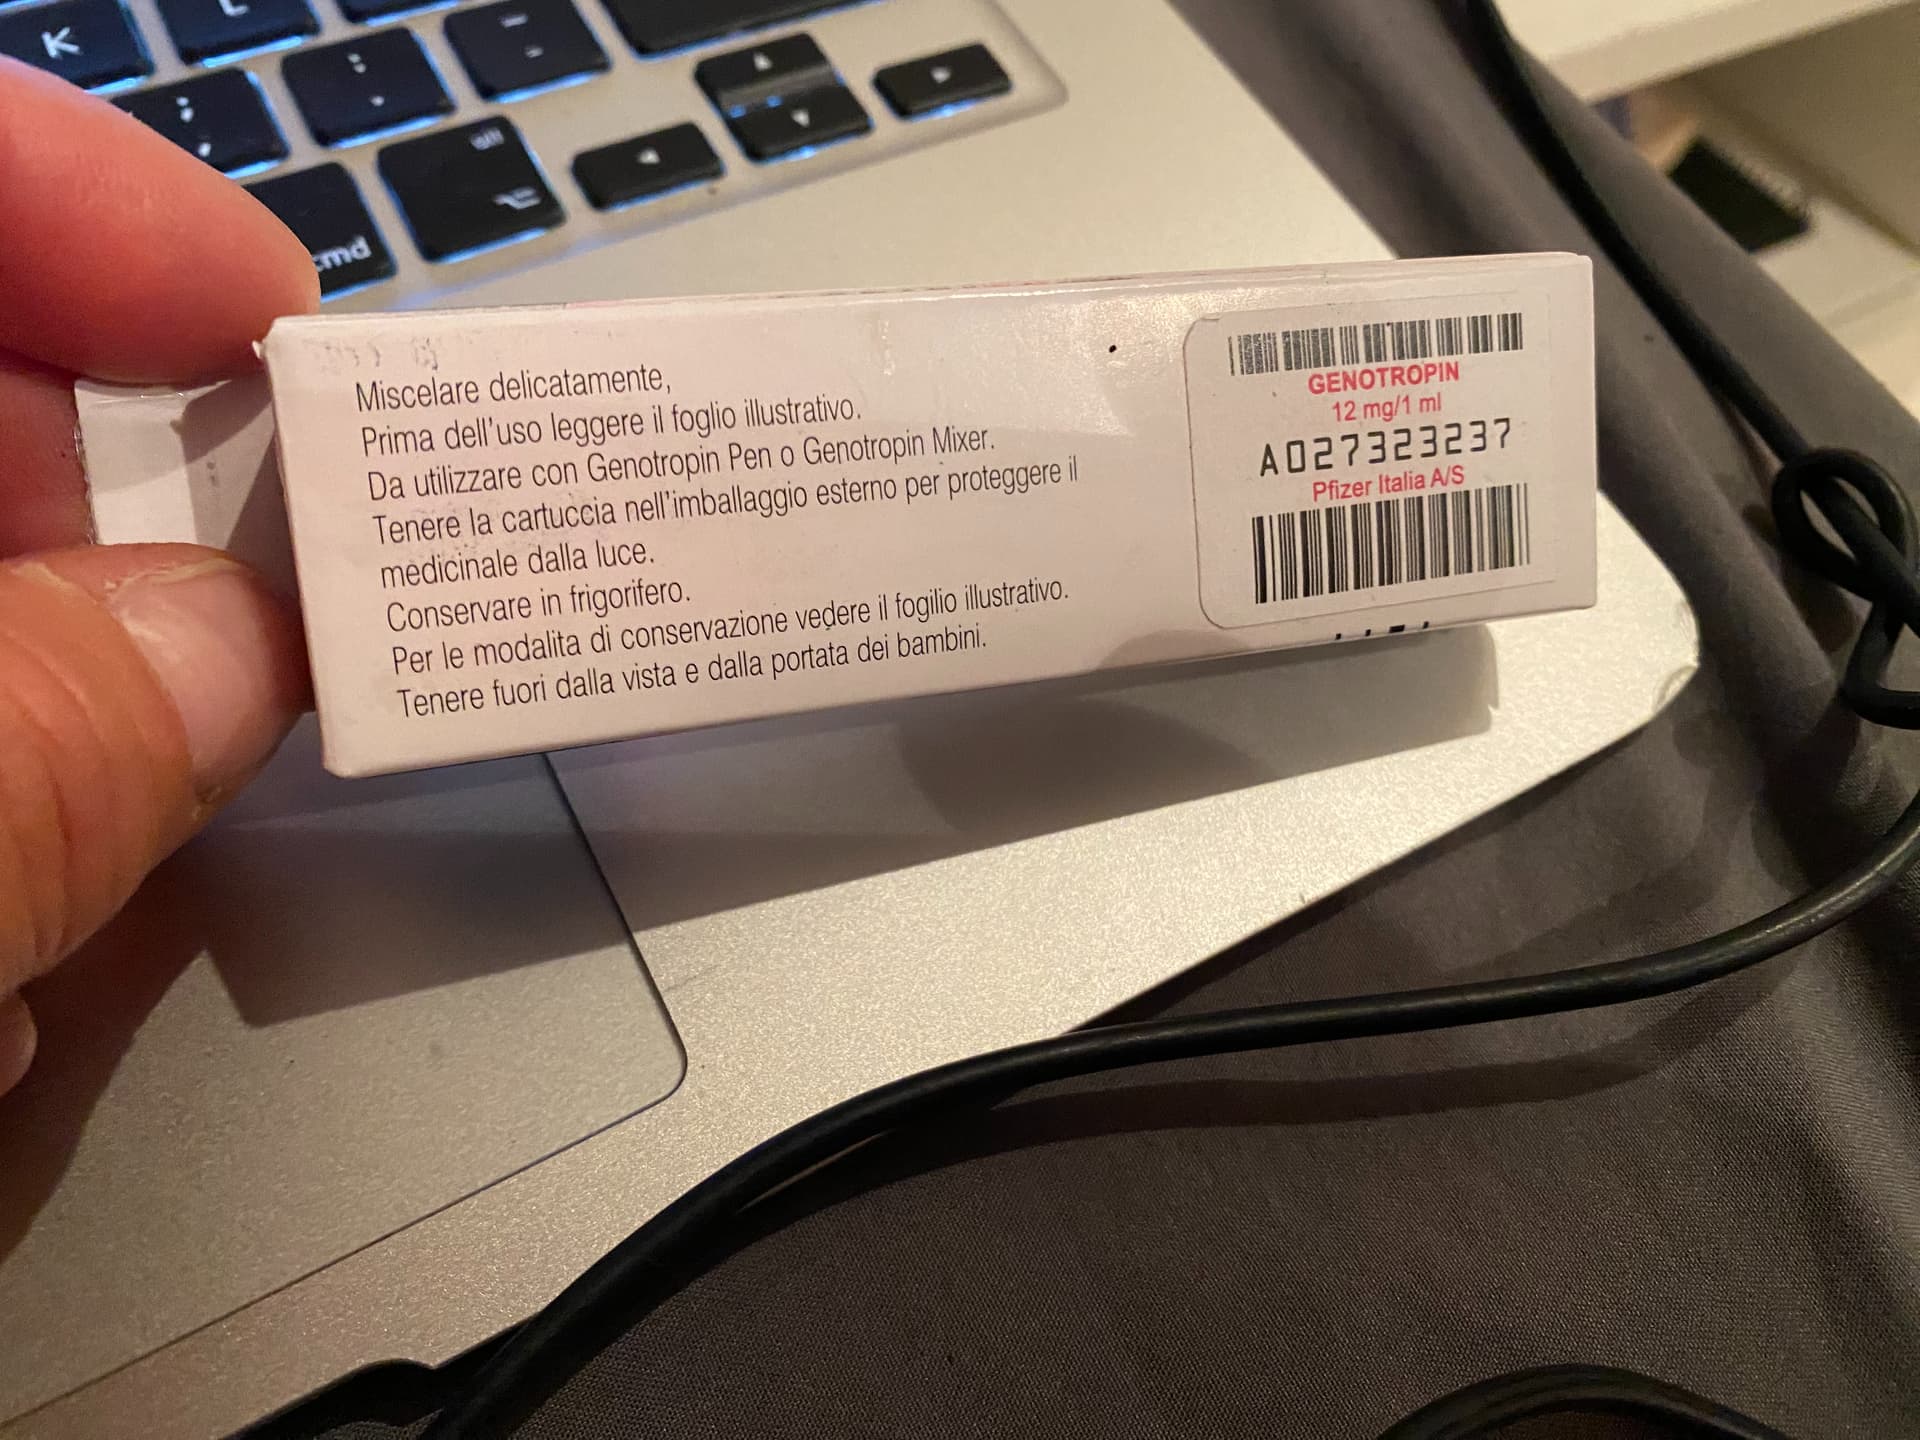 K
L
alt
cmd
Miscelare delicatamente,
Prima dell'uso leggere il foglio illustrativo.
Da utilizzare con Genotropin Pen o Genotropin Mixer.
Tenere la cartuccia nell'imballaggio esterno per proteggere il
medicinale dalla luce.
Conservare in frigorifero.
Per le modalita di conservazione vedere il fogilio illustrativo.
Tenere fuori dalla vista e dalla portata dei bambini.
GENOTROPIN
12 mg/1 ml
A027323237
Pfizer Italia A/S